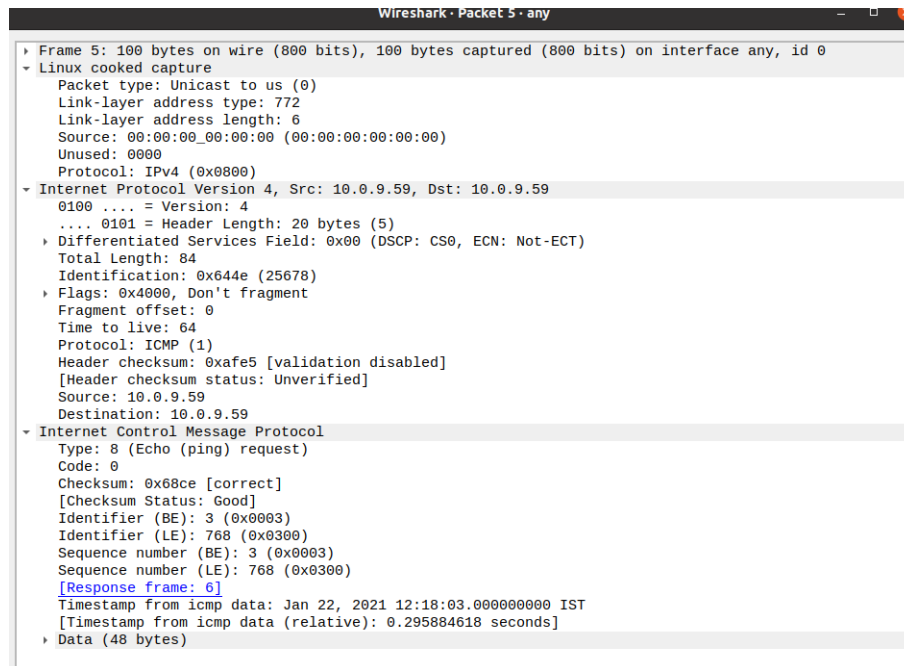 Wireshark · Packet 5 · any
Frame 5: 100 bytes on wire (800 bits), 100 bytes captured (800 bits) on interface any, id 0
Linux cooked capture
Packet type: Unicast to us (0)
Link-layer address type: 772
Link-layer address length: 6
Source: 00:00:00_00:00:00 (00:00:00:00:00:00)
Unused: 0000
Protocol: IPv4 (0x0800)
Internet Protocol Version 4, Src: 10.0.9.59, Dst: 10.0.9.59
0100 .... = Version: 4
.... 0101 = Header Length: 20 bytes (5)
Differentiated Services Field: 0x00 (DSCP: CS0, ECN: Not-ECT)
Total Length: 84
Identification: 0x644e (25678)
Flags: 0x4000, Don't fragment
Fragment offset: 0
Time to live: 64
Protocol: ICMP (1)
Header checksum: 0xafe5 [validation disabled]
[Header checksum status: Unverified]
Source: 10.0.9.59
Destination: 10.0.9.59
Internet Control Message Protocol
Type: 8 (Echo (ping) request)
Code: 0
Checksum: 0x68ce [correct]
[Checksum Status: Good]
Identifier (BE): 3 (0x0003)
Identifier (LE): 768 (0x0300)
Sequence number (BE): 3 (0x0003)
Sequence number (LE): 768 (0x0300)
[Response frame: 6]
Timestamp from icmp data: Jan 22, 2021 12:18:03.000000000 IST
[Timestamp from icmp data (relative): 0.295884618 seconds]
Data (48 bytes)